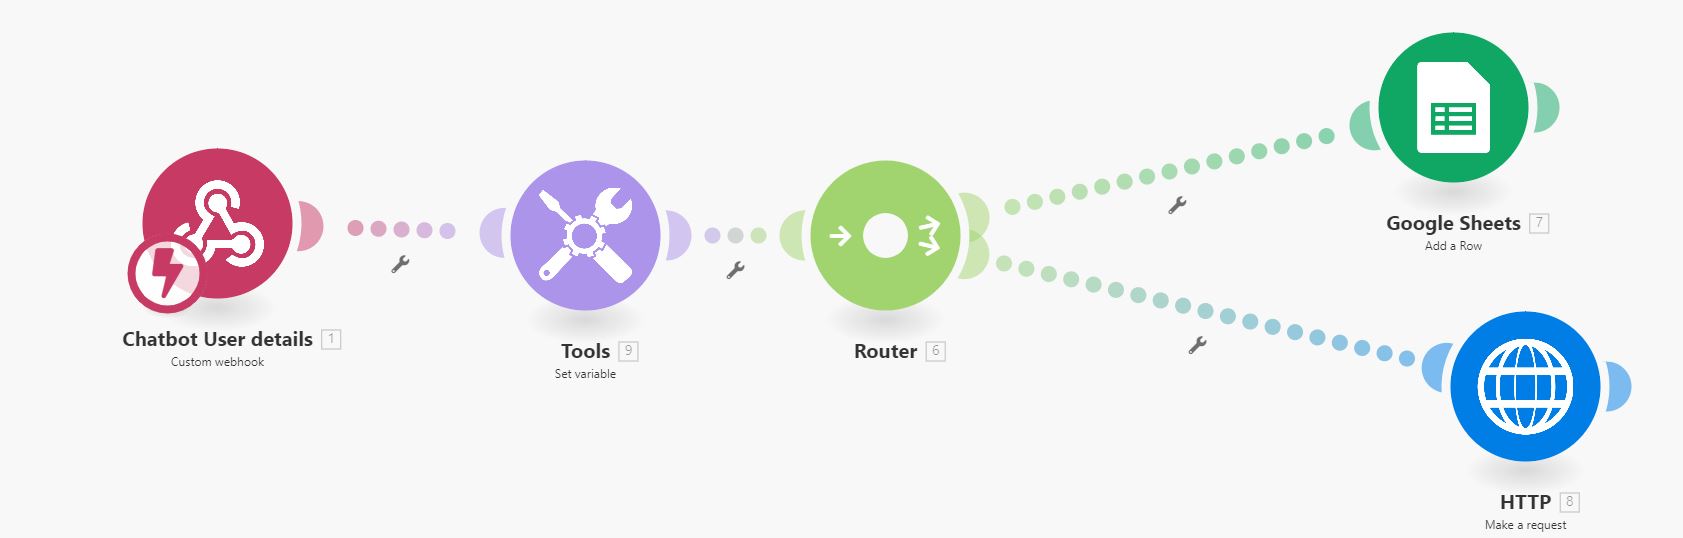 Chatbot User details 1
Custom webhook
Tools 9
Set variable
Router 6
Google Sheets 7
Add a Row
HTTP 8
Make a request